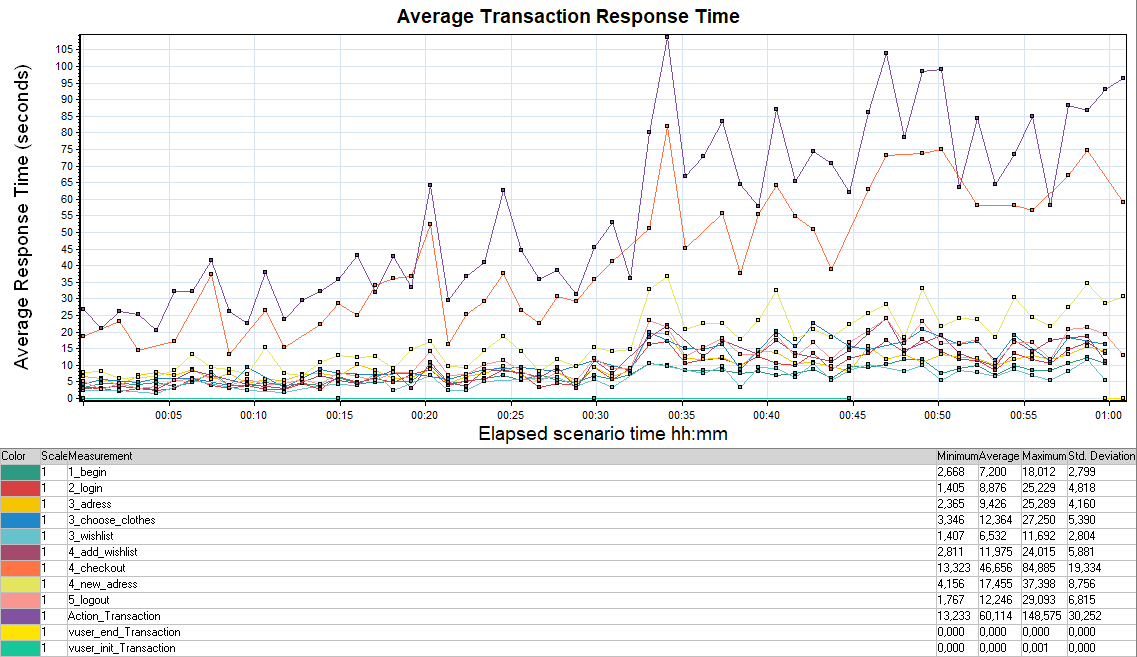 Average Transaction Response Time
Average Response Time (seconds)
105
100
95
90
85
80
75
70
65
60
55
50
45
40
35
30
25
20
15
10
5
0
00:05 00:10 00:15 00:20 00:25 00:30 00:35 00:40 00:45 00:50 00:55 01:00
Elapsed scenario time hh:mm
Color Scale Measurement Minimum Average Maximum Std. Deviation
1 1_begin 2,668 7,200 18,012 2,799
1 2_login 1,405 8,876 25,229 4,818
1 3_adress 2,365 9,426 25,289 4,160
1 3_choose_clothes 3,346 12,364 27,250 5,390
1 3_wishlist 1,407 6,532 11,692 2,804
1 4_add_wishlist 2,811 11,975 24,015 5,881
1 4_checkout 13,323 46,656 84,885 19,334
1 4_new_adress 4,156 17,455 37,398 8,756
1 5_logout 1,767 12,246 29,093 6,815
1 Action_Transaction 13,233 60,114 148,575 30,252
1 vuser_end_Transaction 0,000 0,000 0,000 0,000
1 vuser_init_Transaction 0,000 0,000 0,001 0,000